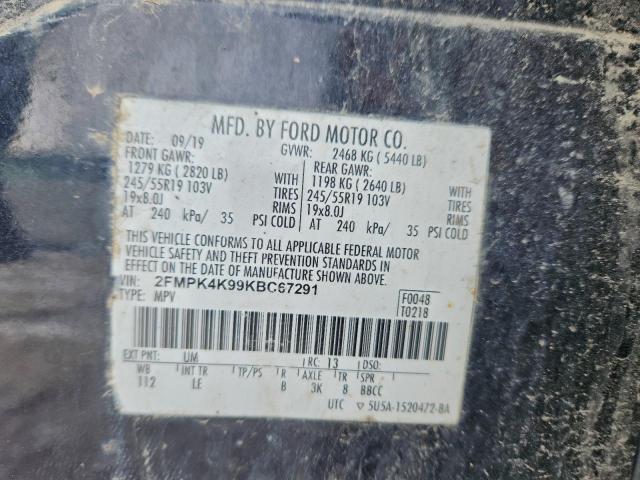 MFD. BY FORD MOTOR CO.
DATE: 09/19 GVWR: 2468 KG ( 5440 LB)
FRONT GAWR: REAR GAWR:
1279 KG ( 2820 LB) WITH 1198 KG ( 2640 LB) WITH
245/55R19 103V TIRES 245/55R19 103V TIRES
19x8.0J RIMS 19x8.0J RIMS
AT 240 kPa/ 35 PSI COLD AT 240 kPa/ 35 PSI COLD
THIS VEHICLE CONFORMS TO ALL APPLICABLE FEDERAL MOTOR
VEHICLE SAFETY AND THEFT PREVENTION STANDARDS IN
EFFECT ON THE DATE OF MANUFACTURE SHOWN ABOVE.
VIN: 2FMPK4K99KBC67291 F0048
TYPE: MPV T0218
EXT PNT: UM RC: 13 DSO:
WB INT TR TP/PS R AXLE TR SPR
112 LE B 3K 8 BBCC
UTC ▽ 5U5A-1520472-BA